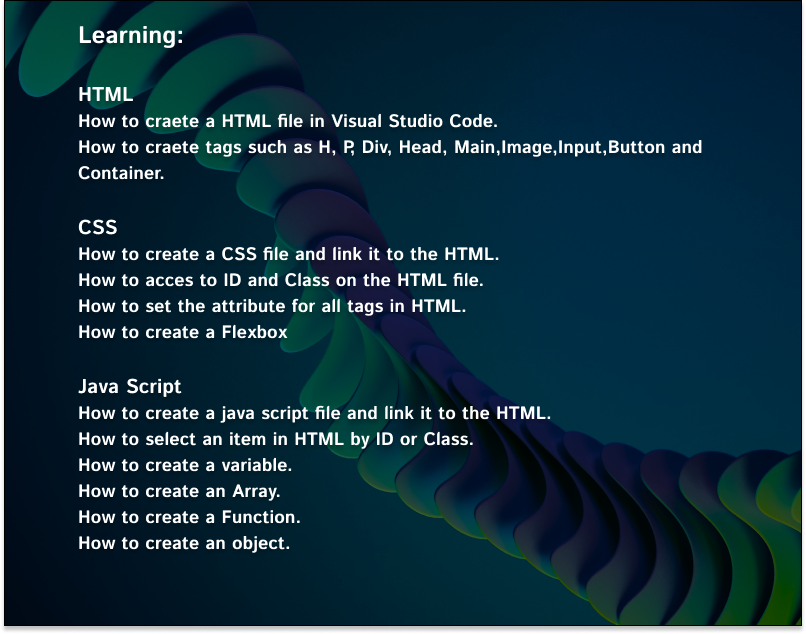 Learning:
HTML
How to craete a HTML file in Visual Studio Code.
How to craete tags such as H, P, Div, Head, Main,Image,Input,Button and
Container.
CSS
How to create a CSS file and link it to the HTML.
How to acces to ID and Class on the HTML file.
How to set the attribute for all tags in HTML.
How to create a Flexbox
Java Script
How to create a java script file and link it to the HTML.
How to select an item in HTML by ID or Class.
How to create a variable.
How to create an Array.
How to create a Function.
How to create an object.